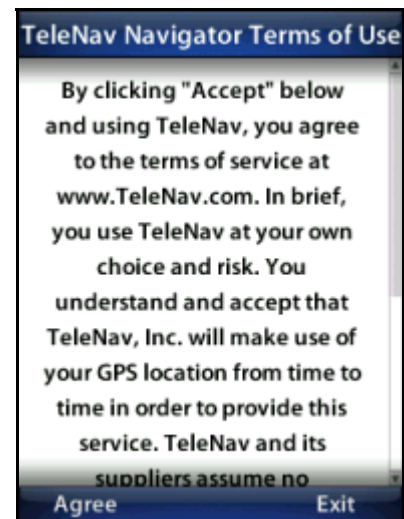 TeleNav Navigator Terms of Use
By clicking "Accept" below
and using TeleNav, you agree
to the terms of service at
www.TeleNav.com. In brief,
you use TeleNav at your own
choice and risk. You
understand and accept that
TeleNav, Inc. will make use of
your GPS location from time to
time in order to provide this
service. TeleNav and its
suppliers assume no
Agree Exit